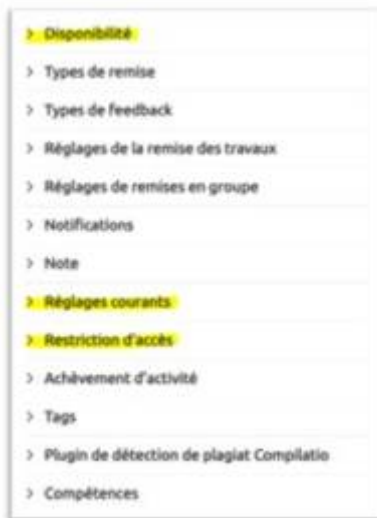 > Disponibilité
> Types de remise
> Types de feedback
> Réglages de la remise des travaux
> Réglages de remises en groupe
> Notifications
> Note
> Réglages courants
> Restriction d'accès
> Achèvement d'activité
> Tags
> Plugin de détection de plagiat Compilatio
> Compétences